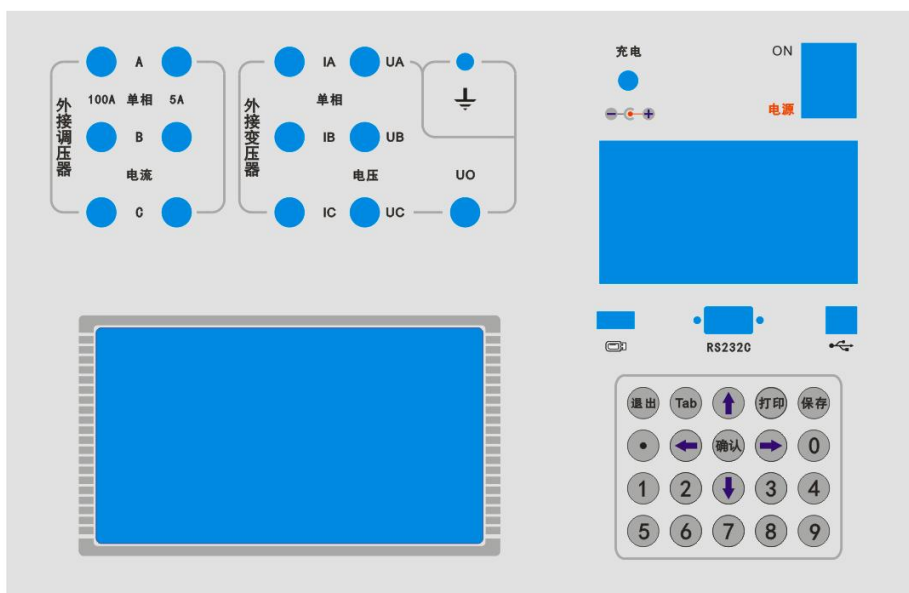 外接调压器
A
100A 单相 5A
B
电流
C
外接变压器
IA UA
单相
IB UB
电压 UO
IC UC
充电
ON
电源
RS232C
退出 Tab 打印 保存
• 确认 0
1 2 3 4
5 6 7 8 9